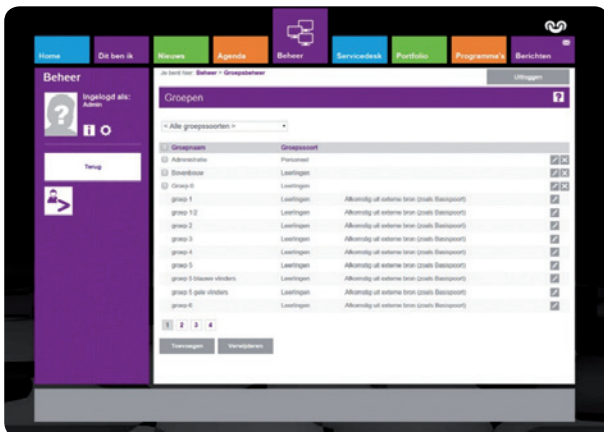 Home Dit ben ik Nieuws Agenda Beheer Servicedesk Portfolio Programma's Berichten
Beheer
Je bent hier: Beheer > Groepsbeheer
Uitloggen
Ingelogd als:
Admin
Groepen ?
< Alle groepssoorten >
Terug
Groepnaam Groepssoort
Administratie Personeel
Bovenbouw Leerlingen
Groep 6 Leerlingen
groep 1 Leerlingen Afkomstig uit externe bron (zoals Basispoort)
groep 1/2 Leerlingen Afkomstig uit externe bron (zoals Basispoort)
groep 2 Leerlingen Afkomstig uit externe bron (zoals Basispoort)
groep 3 Leerlingen Afkomstig uit externe bron (zoals Basispoort)
groep 4 Leerlingen Afkomstig uit externe bron (zoals Basispoort)
groep 5 Leerlingen Afkomstig uit externe bron (zoals Basispoort)
groep 5 blauwe vlinders Leerlingen Afkomstig uit externe bron (zoals Basispoort)
groep 5 gele vlinders Leerlingen Afkomstig uit externe bron (zoals Basispoort)
groep 6 Leerlingen Afkomstig uit externe bron (zoals Basispoort)
1 2 3 4
Toevoegen Verwijderen